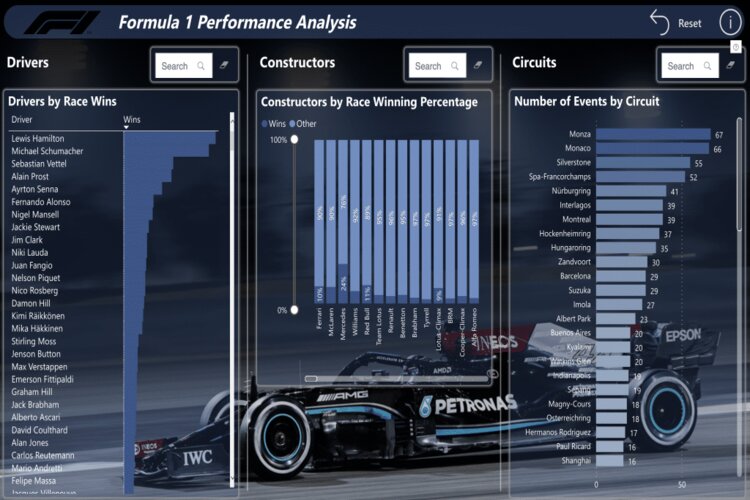 F1 Formula 1 Performance Analysis
Reset
Drivers
Search
Constructors
Search
Circuits
Search
Drivers by Race Wins
Driver Wins
Lewis Hamilton
Michael Schumacher
Sebastian Vettel
Alain Prost
Ayrton Senna
Fernando Alonso
Nigel Mansell
Jackie Stewart
Jim Clark
Niki Lauda
Juan Fangio
Nelson Piquet
Nico Rosberg
Damon Hill
Kimi Räikkönen
Mika Häkkinen
Stirling Moss
Jenson Button
Max Verstappen
Emerson Fittipaldi
Graham Hill
Jack Brabham
Alberto Ascari
David Coulthard
Alan Jones
Carlos Reutemann
Mario Andretti
Felipe Massa
Jacques Villeneuve
Constructors by Race Winning Percentage
Wins Other
100%
0%
90% 90% 76% 92% 89% 95% 96% 95% 97% 97% 91% 97% 96% 97%
10% 24% 11% 9%
Ferrari
McLaren
Mercedes
Williams
Red Bull
Team Lotus
Renault
Benetton
Brabham
Tyrrell
Lotus-Climax
BRM
Cooper-Climax
Alfa Romeo
Number of Events by Circuit
Monza 67
Monaco 66
Silverstone 55
Spa-Francorchamps 52
Nürburgring 41
Interlagos 39
Montreal 39
Hockenheimring 37
Hungaroring 35
Zandvoort 30
Barcelona 29
Suzuka 29
Imola 27
Albert Park 23
Buenos Aires 20
Kyalami 20
Watkins Glen 20
Indianapolis 19
Sepang 19
Magny-Cours 18
Österreichring 18
Hermanos Rodríguez 17
Paul Ricard 16
Shanghai 16
0 50
INEOS
EPSON
AMD
AMG
PETRONAS
INEOS
IWC